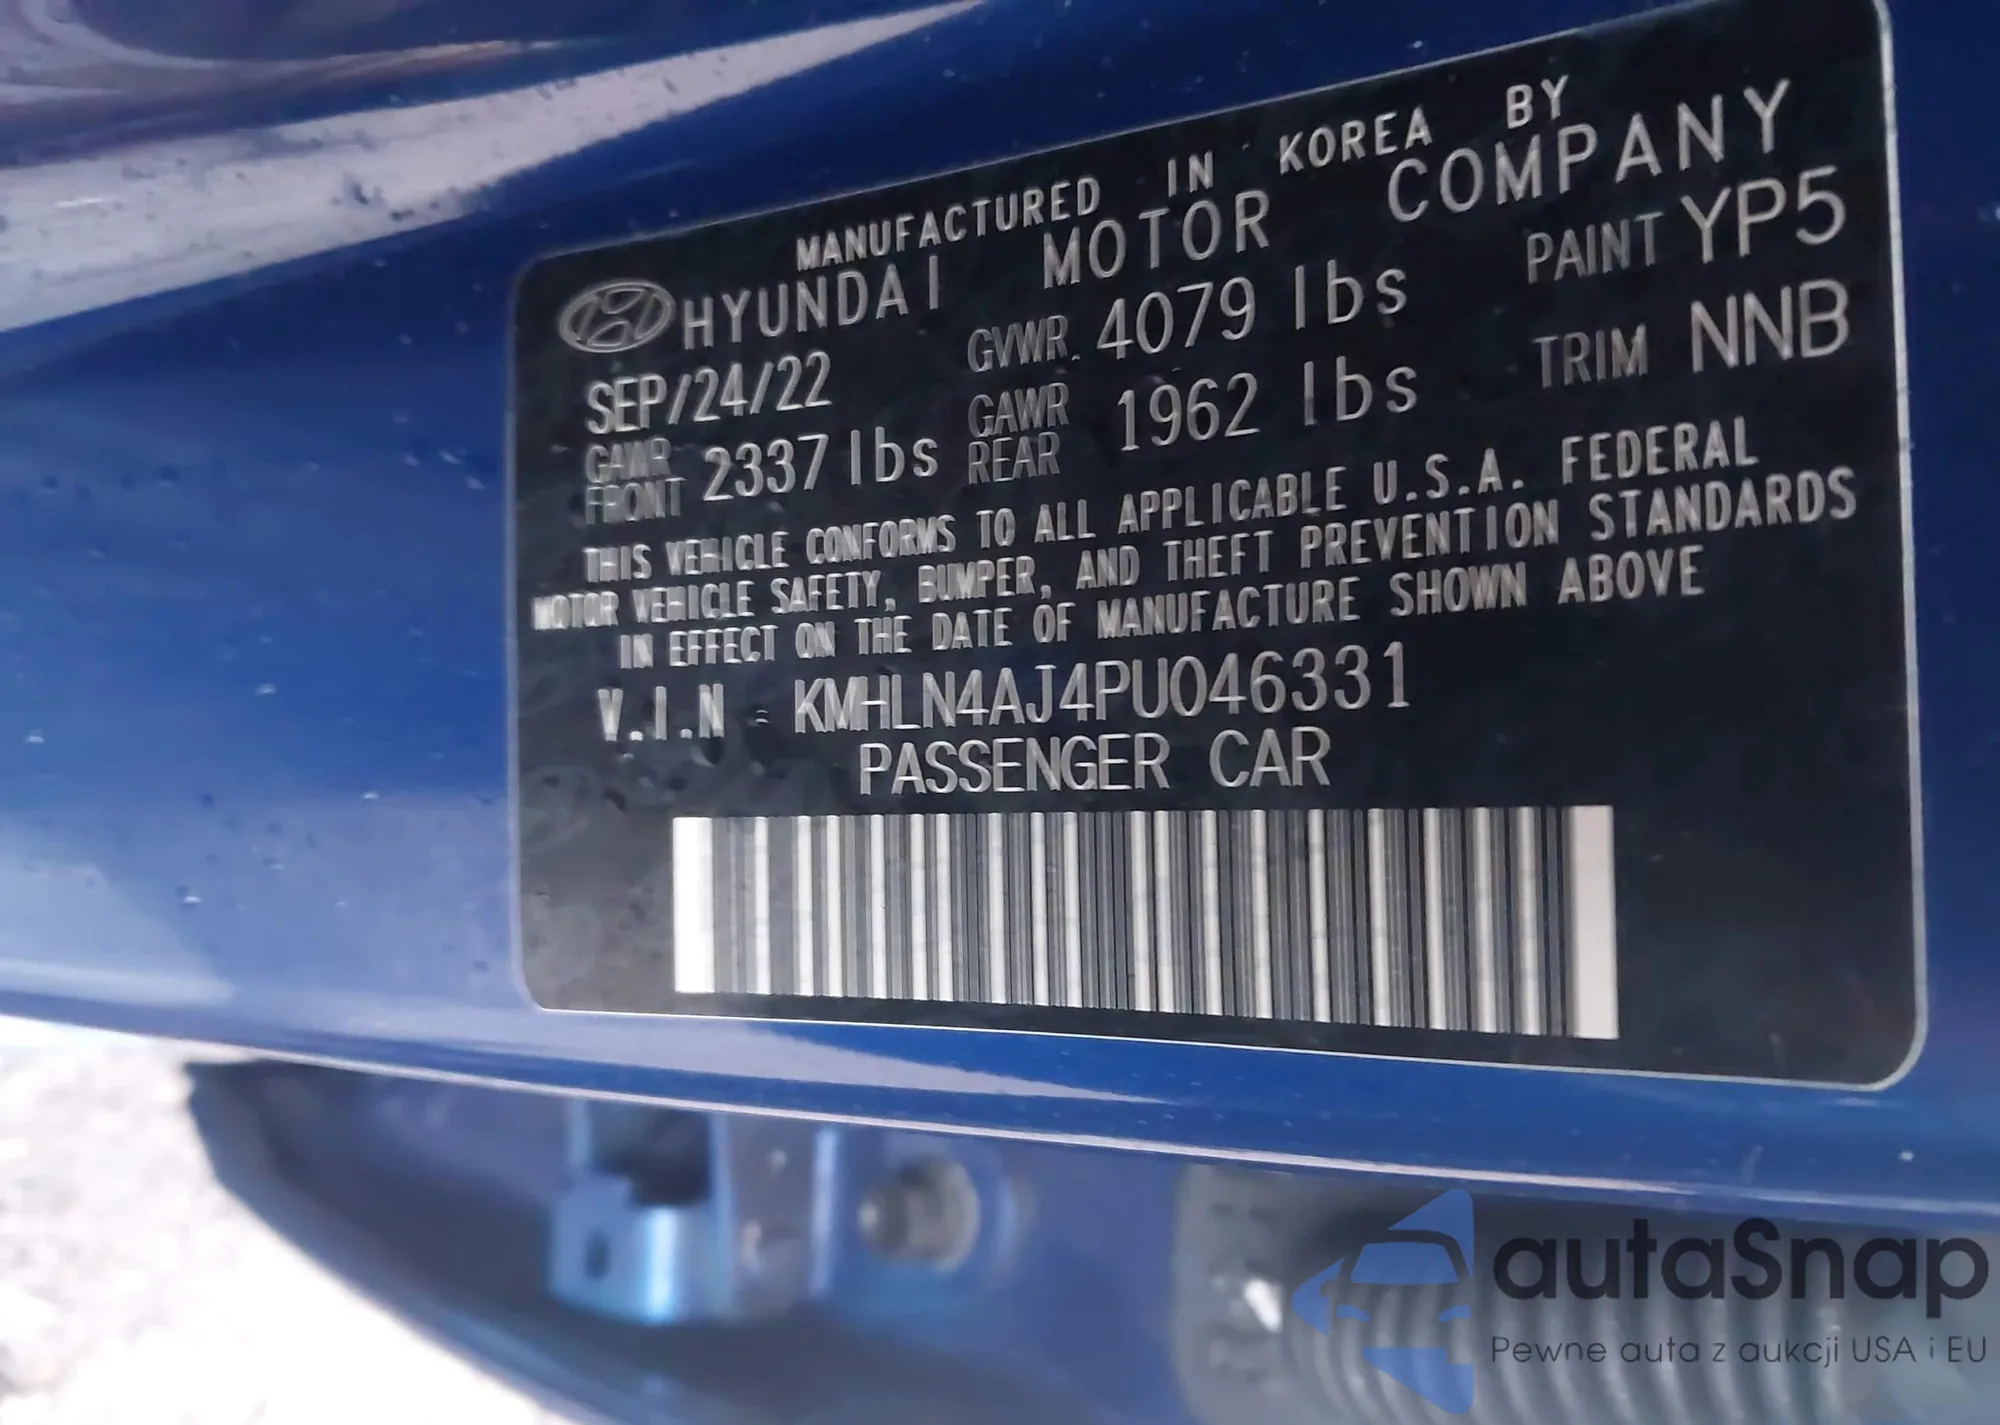 MANUFACTURED IN KOREA BY
HYUNDAI MOTOR COMPANY
SEP/24/22 GVWR. 4079 lbs PAINT YP5
GAWR FRONT 2337 lbs GAWR REAR 1962 lbs TRIM NNB
THIS VEHICLE CONFORMS TO ALL APPLICABLE U.S.A. FEDERAL
MOTOR VEHICLE SAFETY, BUMPER, AND THEFT PREVENTION STANDARDS
IN EFFECT ON THE DATE OF MANUFACTURE SHOWN ABOVE
V.I.N : KMHLN4AJ4PU046331
PASSENGER CAR
autaSnap
Pewne auta z aukcji USA i EU